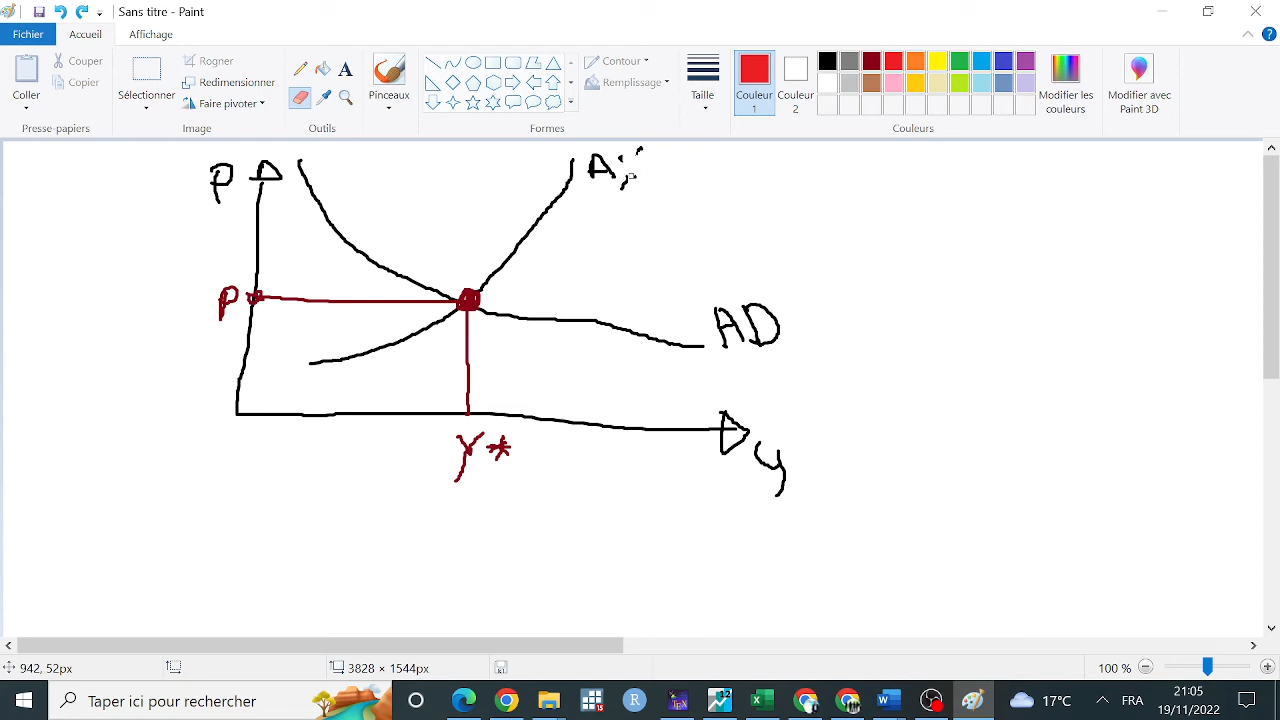 Sans titre - Paint
Fichier Accueil Affichage
Coller
Couper
Copier
Presse-papiers
Sélectionner
Rogner
Redimensionner
Faire pivoter
Image
A
Outils
Pinceaux
Contour
Remplissage
Formes
Taille
Couleur 1
Couleur 2
Modifier les couleurs
Couleurs
Modifier avec Paint 3D
P
A
P
AD
Y*
y
942, 52px
3828 × 1544px
100 %
Taper ici pour rechercher
17°C
FRA
21:05
19/11/2022